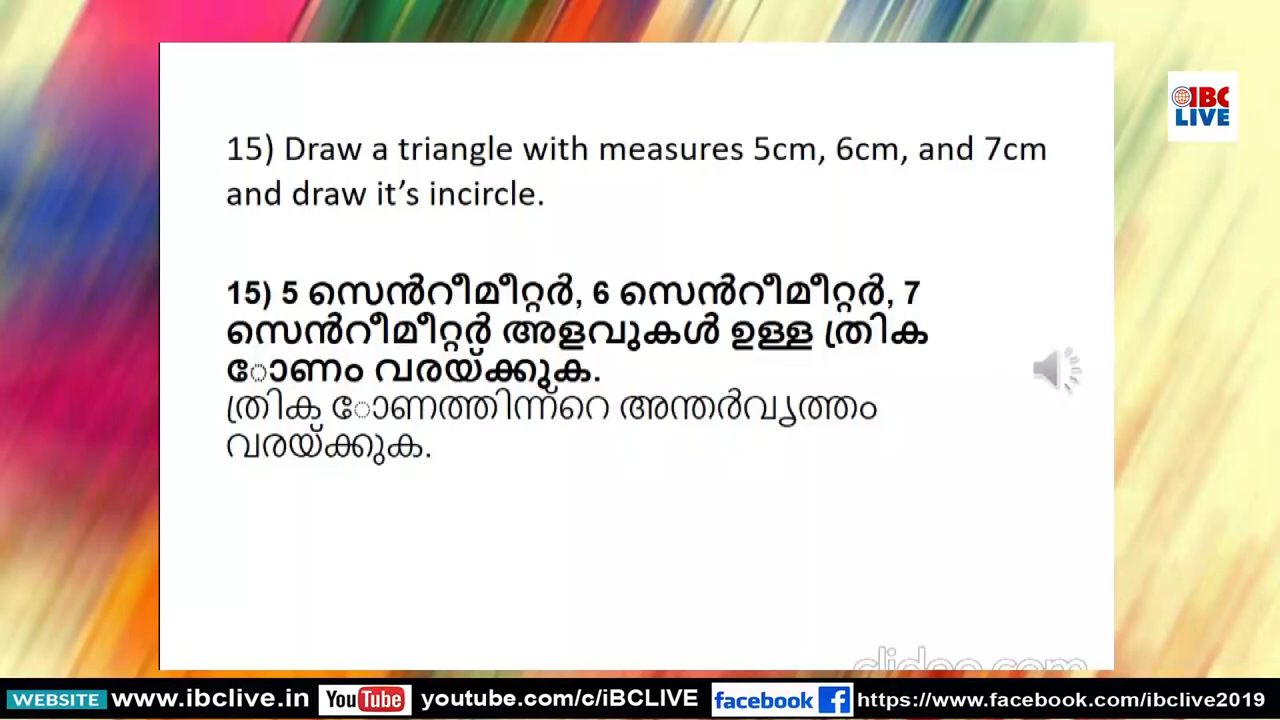 IBC
LIVE
15) Draw a triangle with measures 5cm, 6cm, and 7cm
and draw it’s incircle.
15) 5 സെൻറീമീറ്റർ, 6 സെൻറീമീറ്റർ, 7
സെൻറീമീറ്റർ അളവുകൾ ഉള്ള ത്രിക
ോണം വരയ്ക്കുക.
ത്രിക ോണത്തിന്ന്റെ അന്തർവൃത്തം
വരയ്ക്കുക.
clideo.com
WEBSITE www.ibclive.in YouTube youtube.com/c/iBCLIVE facebook f https://www.facebook.com/ibclive2019